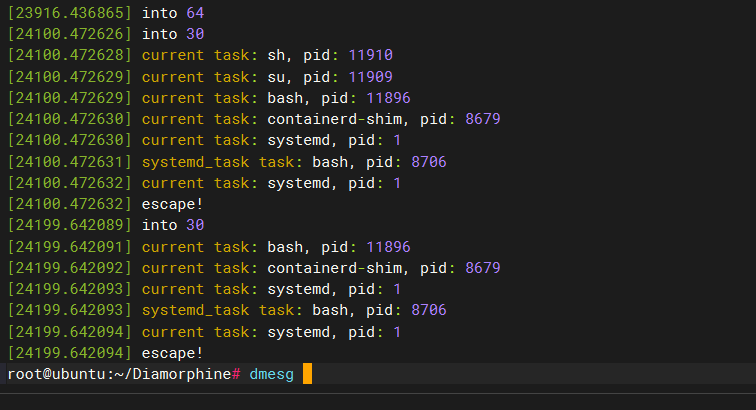 [23916.436865] into 64
[24100.472626] into 30
[24100.472628] current task: sh, pid: 11910
[24100.472629] current task: su, pid: 11909
[24100.472629] current task: bash, pid: 11896
[24100.472630] current task: containerd-shim, pid: 8679
[24100.472630] current task: systemd, pid: 1
[24100.472631] systemd_task task: bash, pid: 8706
[24100.472632] current task: systemd, pid: 1
[24100.472632] escape!
[24199.642089] into 30
[24199.642091] current task: bash, pid: 11896
[24199.642092] current task: containerd-shim, pid: 8679
[24199.642093] current task: systemd, pid: 1
[24199.642093] systemd_task task: bash, pid: 8706
[24199.642094] current task: systemd, pid: 1
[24199.642094] escape!
root@ubuntu:~/Diamorphine# dmesg